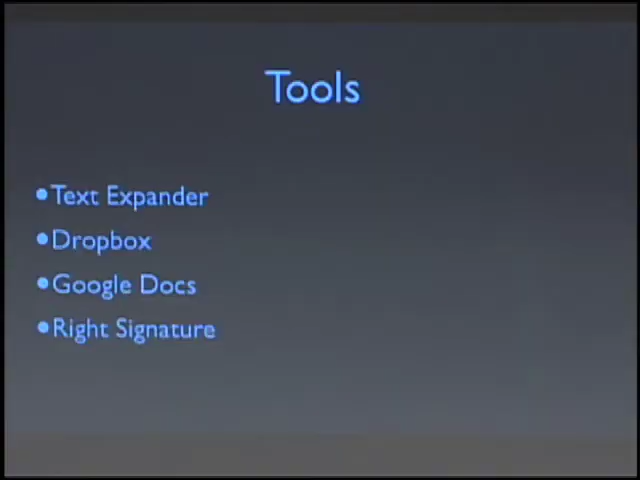 Tools
•Text Expander
•Dropbox
•Google Docs
•Right Signature